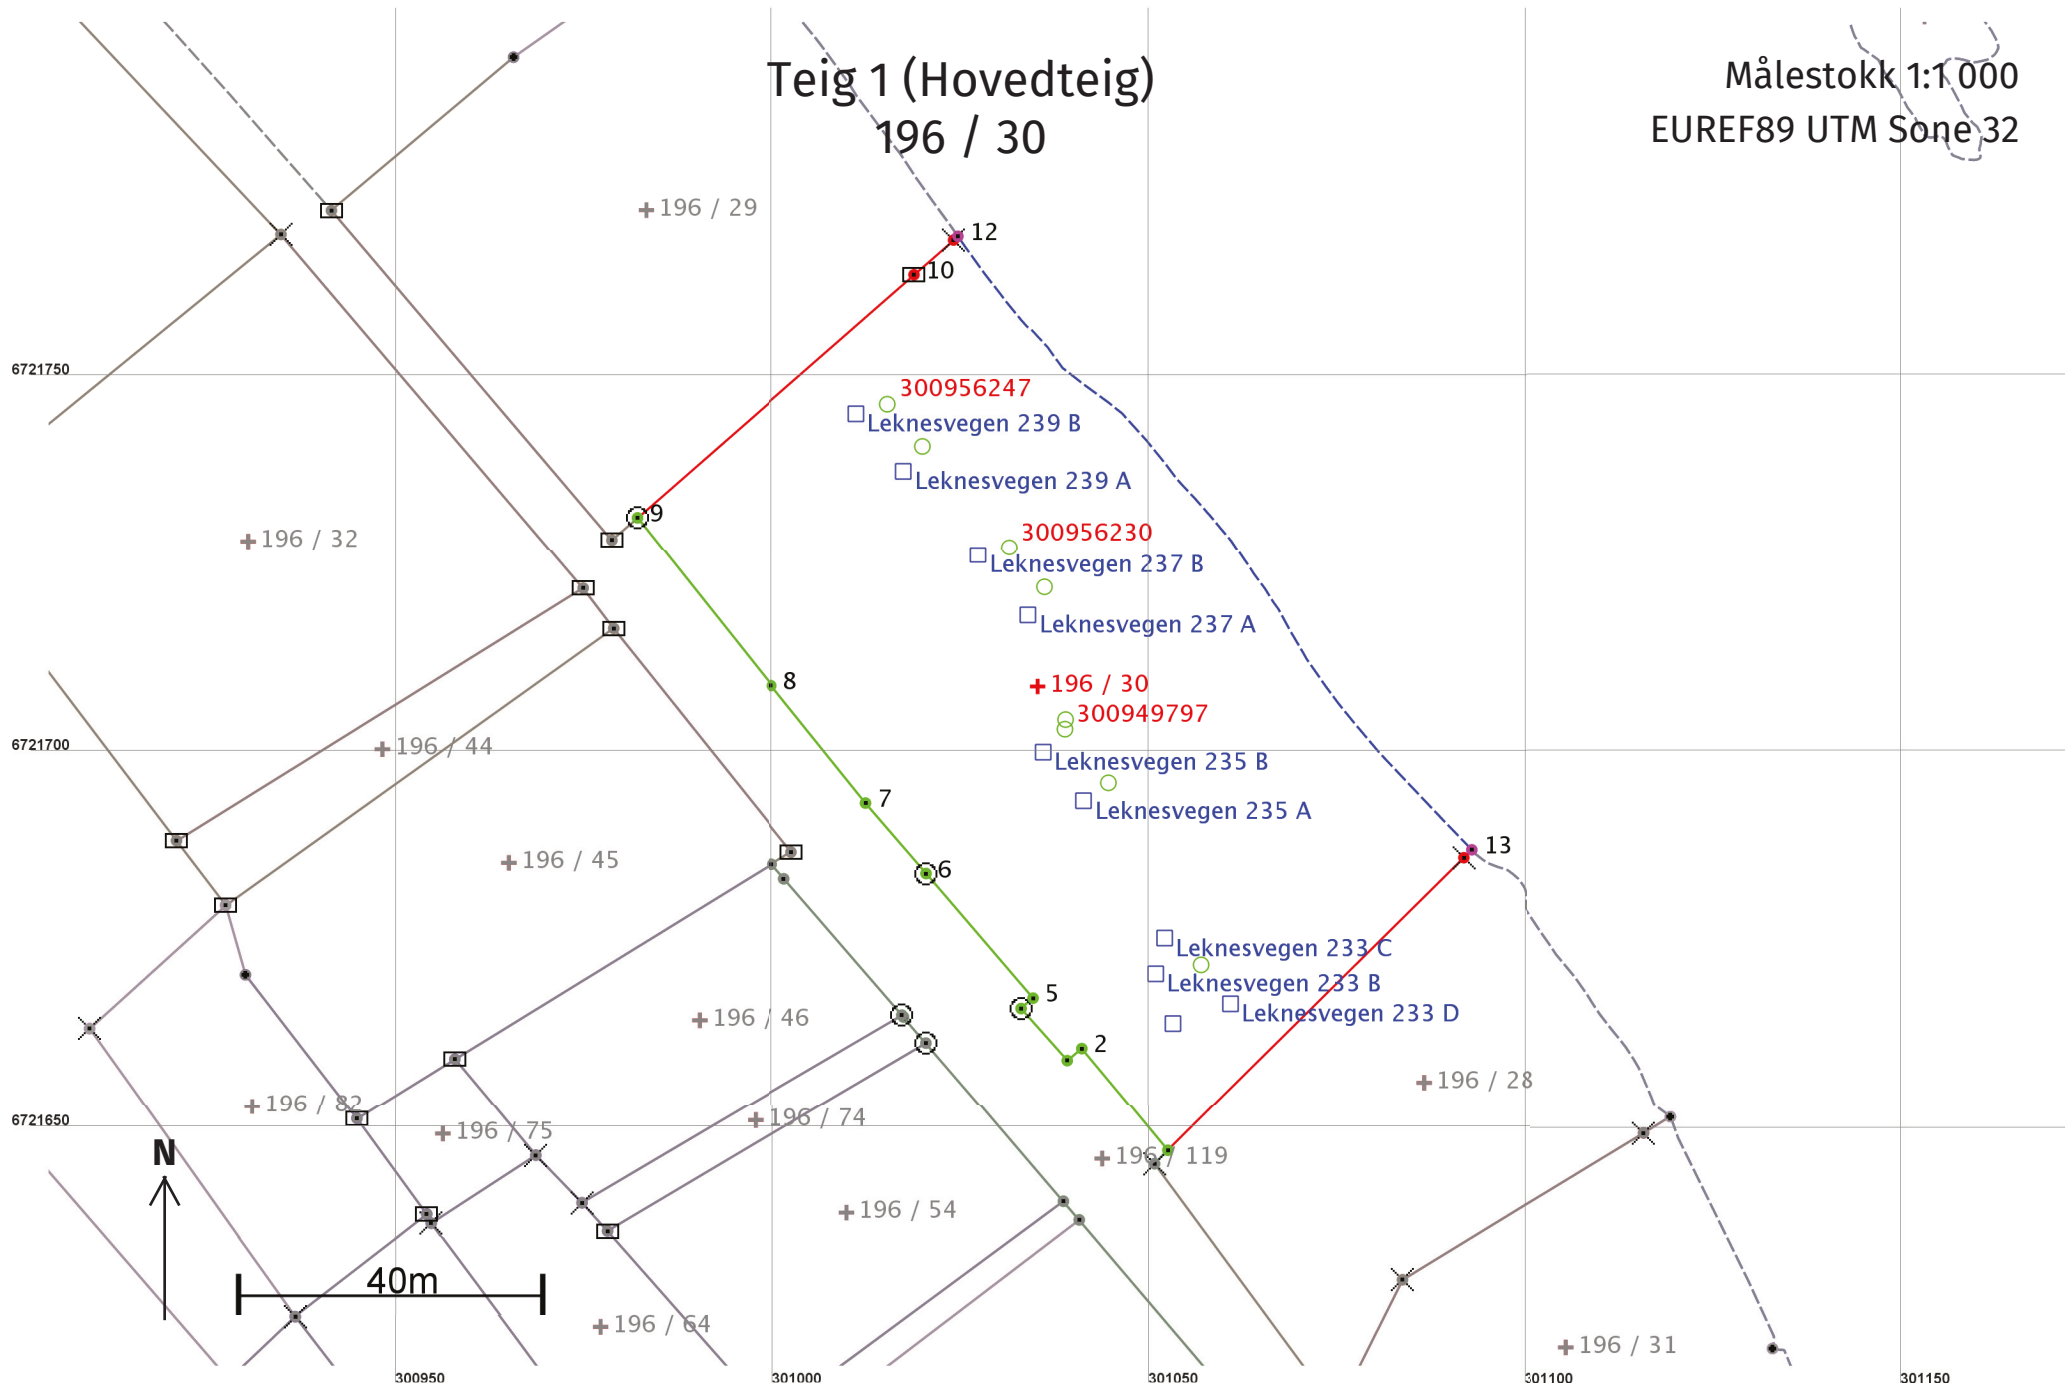 Teig 1 (Hovedteig)
196 / 30
Målestokk 1:1 000
EUREF89 UTM Sone 32
196 / 29
12
10
6721750
300956247
Leknesvegen 239 B
Leknesvegen 239 A
9
196 / 32
300956230
Leknesvegen 237 B
Leknesvegen 237 A
8
196 / 30
300949797
6721700
196 / 44
Leknesvegen 235 B
7
Leknesvegen 235 A
13
196 / 45
6
Leknesvegen 233 C
Leknesvegen 233 B
5
Leknesvegen 233 D
196 / 46
2
196 / 28
196 / 82
6721650
196 / 75
196 / 74
196 / 119
N
196 / 54
40m
196 / 64
196 / 31
300950
301000
301050
301100
301150